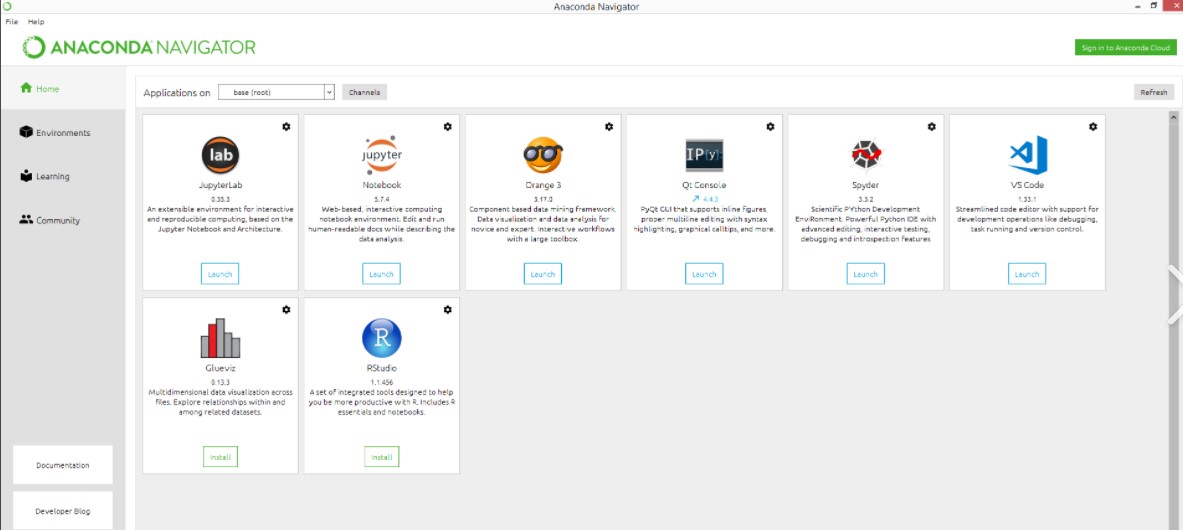 Anaconda Navigator
File Help
ANACONDA NAVIGATOR
Sign in to Anaconda Cloud
Home
Environments
Learning
Community
Documentation
Developer Blog
Applications on base (root) Channels Refresh
lab
JupyterLab
0.35.3
An extensible environment for interactive
and reproducible computing, based on the
Jupyter Notebook and Architecture.
Launch
jupyter
Notebook
5.7.4
Web-based, interactive computing
notebook environment. Edit and run
human-readable docs while describing the
data analysis.
Launch
Orange 3
3.17.0
Component based data mining framework.
Data visualization and data analysis for
novice and expert. Interactive workflows
with a large toolbox.
Launch
IP[y]:
Qt Console
4.4.3
PyQt GUI that supports inline figures,
proper multiline editing with syntax
highlighting, graphical calltips, and more.
Launch
Spyder
3.3.2
Scientific PYthon Development
EnviRonment. Powerful Python IDE with
advanced editing, interactive testing,
debugging and introspection features
Launch
VS Code
1.33.1
Streamlined code editor with support for
development operations like debugging,
task running and version control.
Launch
Glueviz
0.13.3
Multidimensional data visualization across
files. Explore relationships within and
among related datasets.
Install
R
RStudio
1.1.456
A set of integrated tools designed to help
you be more productive with R. Includes R
essentials and notebooks.
Install